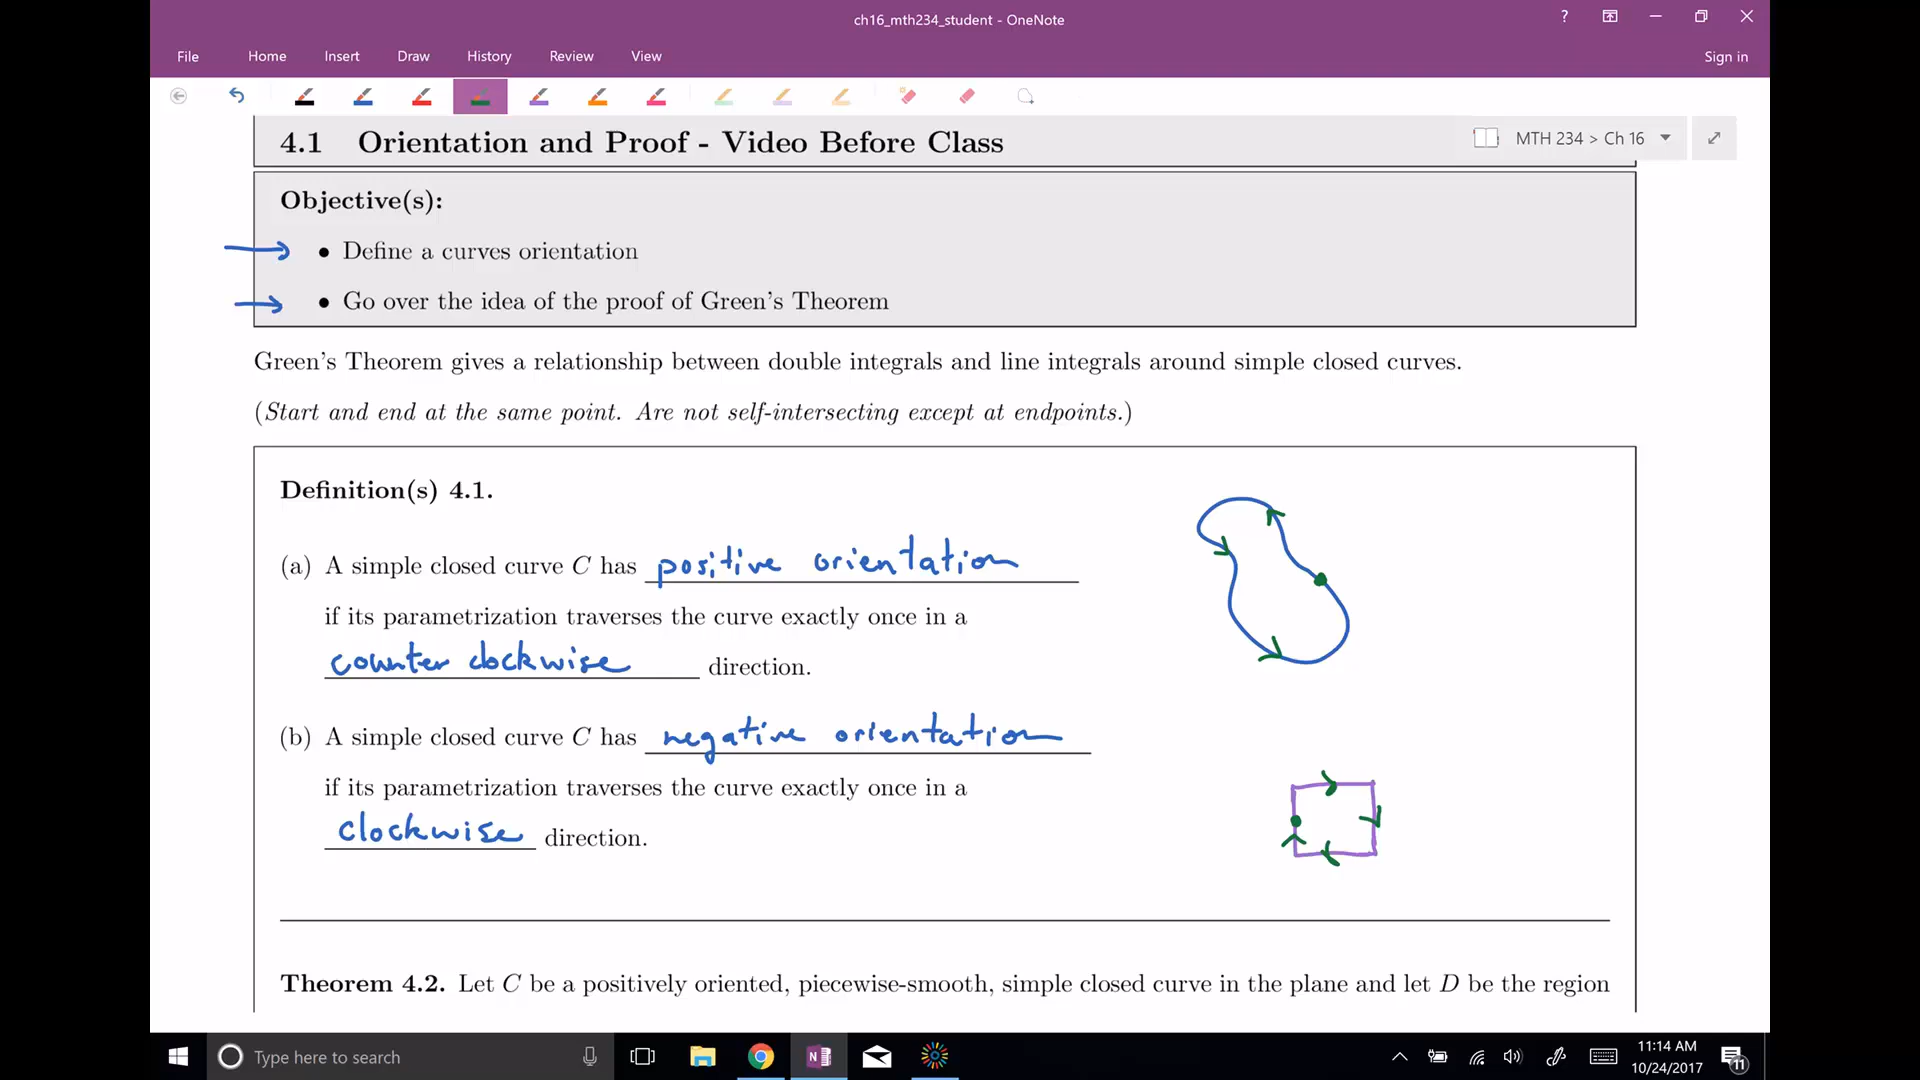 ch16_mth234_student - OneNote
?
File Home Insert Draw History Review View Sign in
4.1 Orientation and Proof - Video Before Class
MTH 234 > Ch 16
Objective(s):
• Define a curves orientation
• Go over the idea of the proof of Green's Theorem
Green's Theorem gives a relationship between double integrals and line integrals around simple closed curves.
(Start and end at the same point. Are not self-intersecting except at endpoints.)
Definition(s) 4.1.
(a) A simple closed curve C has positive orientation
if its parametrization traverses the curve exactly once in a
counter clockwise direction.
(b) A simple closed curve C has negative orientation
if its parametrization traverses the curve exactly once in a
clockwise direction.
Theorem 4.2. Let C be a positively oriented, piecewise-smooth, simple closed curve in the plane and let D be the region
Type here to search
N
11:14 AM
10/24/2017
11